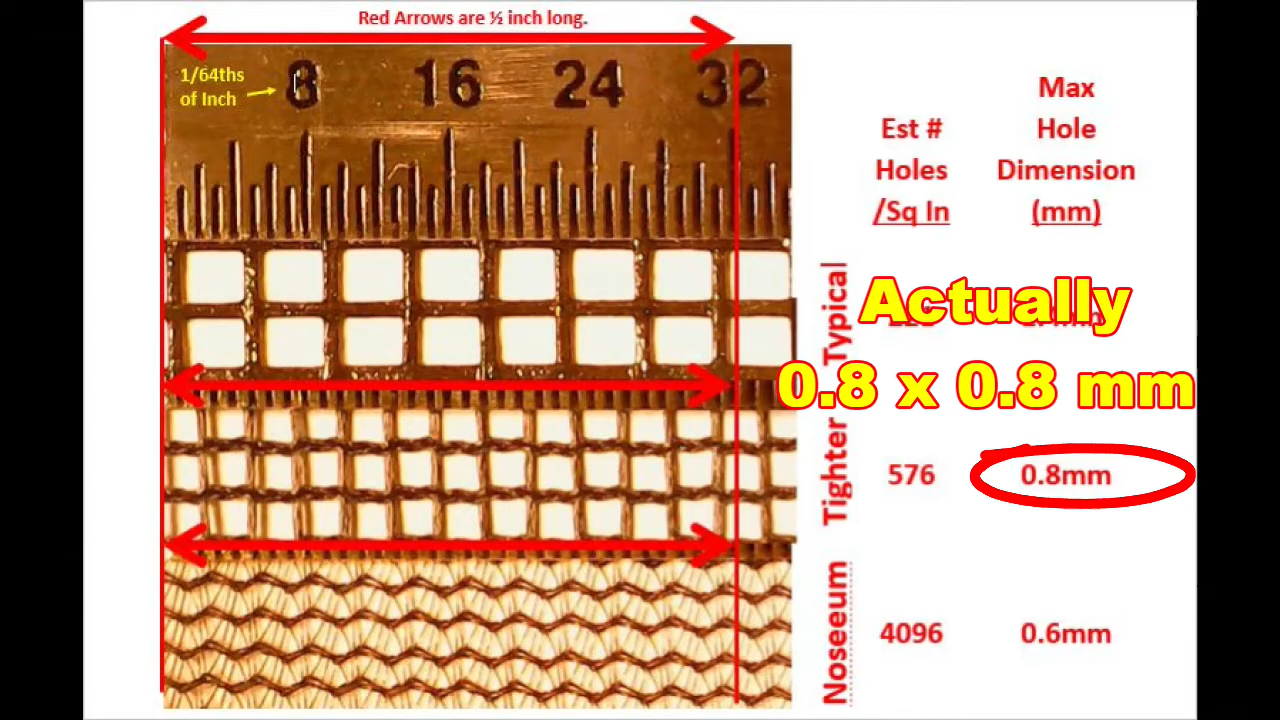 Red Arrows are ½ inch long.
1/64ths
of Inch
8 16 24 32
Est #
Holes
/Sq In
Max
Hole
Dimension
(mm)
Typical
Actually
0.8 x 0.8 mm
Tighter
576
0.8mm
Noseeum
4096
0.6mm